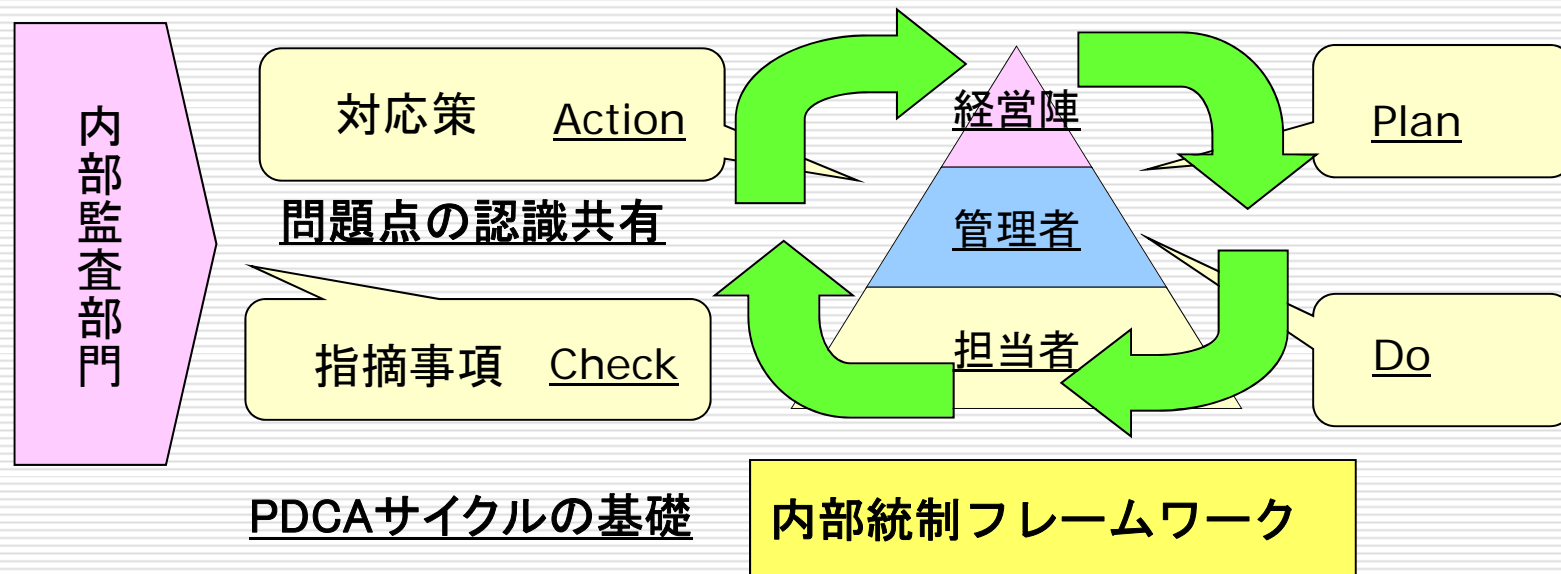 内部監査部門
対応策 Action
問題点の認識共有
指摘事項 Check
経営陣
管理者
担当者
Plan
Do
PDCAサイクルの基礎
内部統制フレームワーク